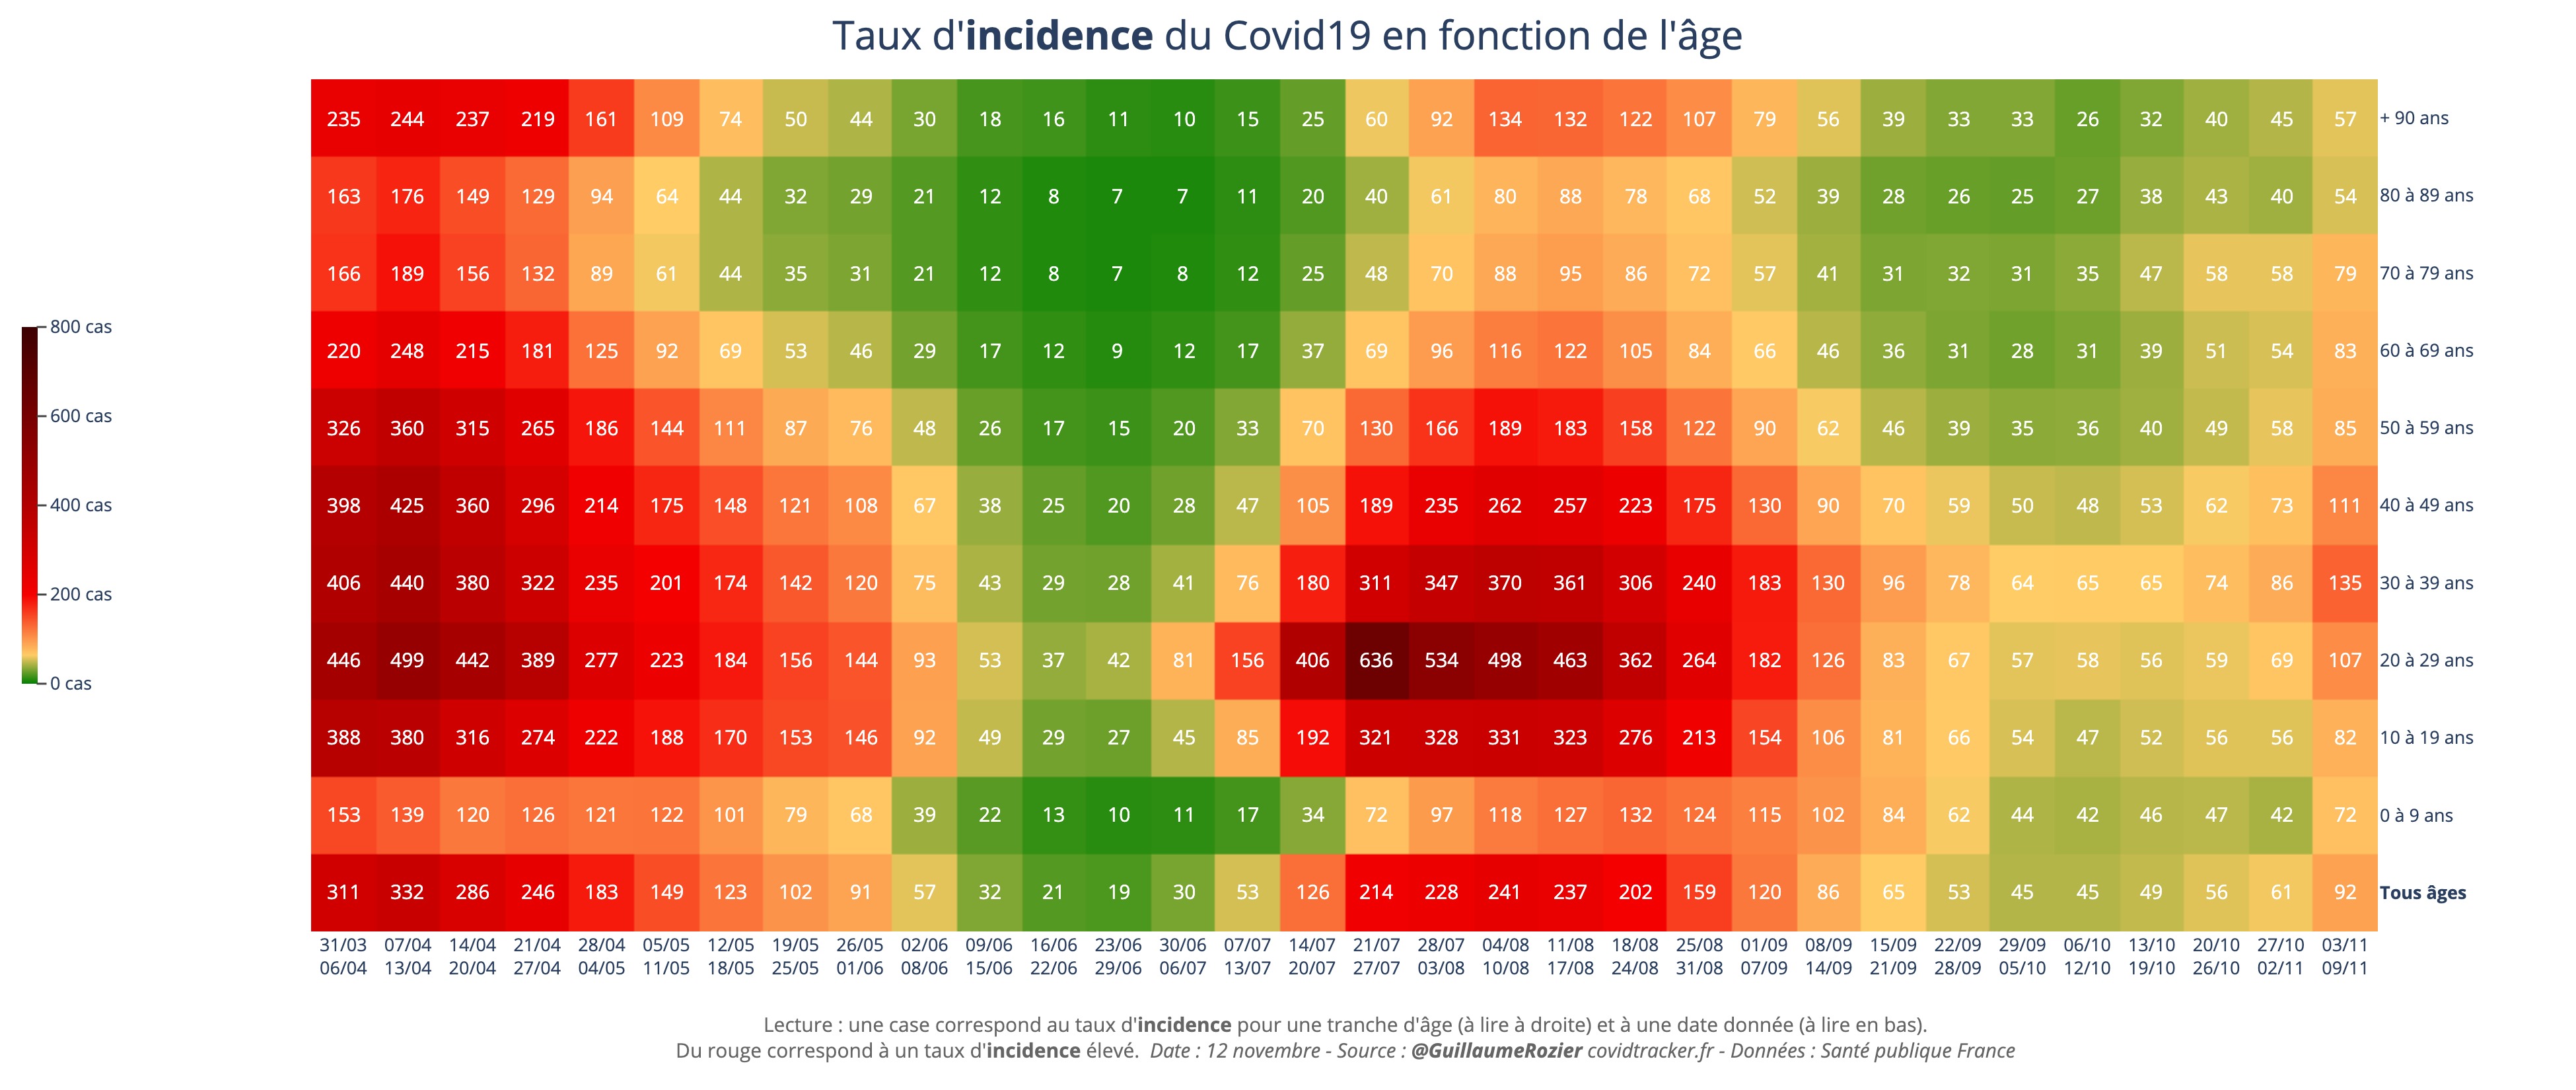 Taux d'incidence du Covid19 en fonction de l'âge
235 244 237 219 161 109 74 50 44 30 18 16 11 10 15 25 60 92 134 132 122 107 79 56 39 33 33 26 32 40 45 57 + 90 ans
163 176 149 129 94 64 44 32 29 21 12 8 7 7 11 20 40 61 80 88 78 68 52 39 28 26 25 27 38 43 40 54 80 à 89 ans
166 189 156 132 89 61 44 35 31 21 12 8 7 8 12 25 48 70 88 95 86 72 57 41 31 32 31 35 47 58 58 79 70 à 79 ans
800 cas
220 248 215 181 125 92 69 53 46 29 17 12 9 12 17 37 69 96 116 122 105 84 66 46 36 31 28 31 39 51 54 83 60 à 69 ans
600 cas
326 360 315 265 186 144 111 87 76 48 26 17 15 20 33 70 130 166 189 183 158 122 90 62 46 39 35 36 40 49 58 85 50 à 59 ans
400 cas
398 425 360 296 214 175 148 121 108 67 38 25 20 28 47 105 189 235 262 257 223 175 130 90 70 59 50 48 53 62 73 111 40 à 49 ans
200 cas
406 440 380 322 235 201 174 142 120 75 43 29 28 41 76 180 311 347 370 361 306 240 183 130 96 78 64 65 65 74 86 135 30 à 39 ans
0 cas
446 499 442 389 277 223 184 156 144 93 53 37 42 81 156 406 636 534 498 463 362 264 182 126 83 67 57 58 56 59 69 107 20 à 29 ans
388 380 316 274 222 188 170 153 146 92 49 29 27 45 85 192 321 328 331 323 276 213 154 106 81 66 54 47 52 56 56 82 10 à 19 ans
153 139 120 126 121 122 101 79 68 39 22 13 10 11 17 34 72 97 118 127 132 124 115 102 84 62 44 42 46 47 42 72 0 à 9 ans
311 332 286 246 183 149 123 102 91 57 32 21 19 30 53 126 214 228 241 237 202 159 120 86 65 53 45 45 49 56 61 92 Tous âges
31/03 07/04 14/04 21/04 28/04 05/05 12/05 19/05 26/05 02/06 09/06 16/06 23/06 30/06 07/07 14/07 21/07 28/07 04/08 11/08 18/08 25/08 01/09 08/09 15/09 22/09 29/09 06/10 13/10 20/10 27/10 03/11
06/04 13/04 20/04 27/04 04/05 11/05 18/05 25/05 01/06 08/06 15/06 22/06 29/06 06/07 13/07 20/07 27/07 03/08 10/08 17/08 24/08 31/08 07/09 14/09 21/09 28/09 05/10 12/10 19/10 26/10 02/11 09/11
Lecture : une case correspond au taux d'incidence pour une tranche d'âge (à lire à droite) et à une date donnée (à lire en bas).
Du rouge correspond à un taux d'incidence élevé. Date : 12 novembre - Source : @GuillaumeRozier covidtracker.fr - Données : Santé publique France